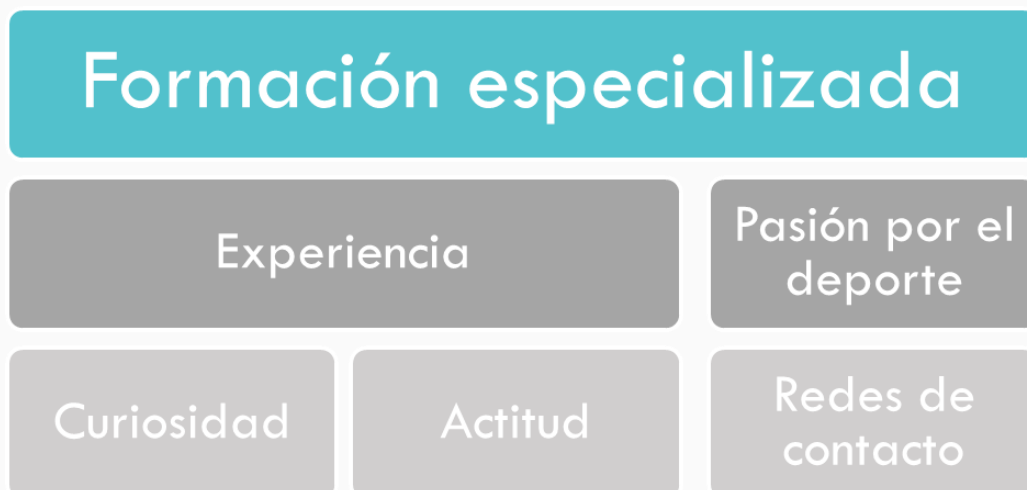 Formación especializada
Experiencia
Pasión por el
deporte
Curiosidad
Actitud
Redes de
contacto